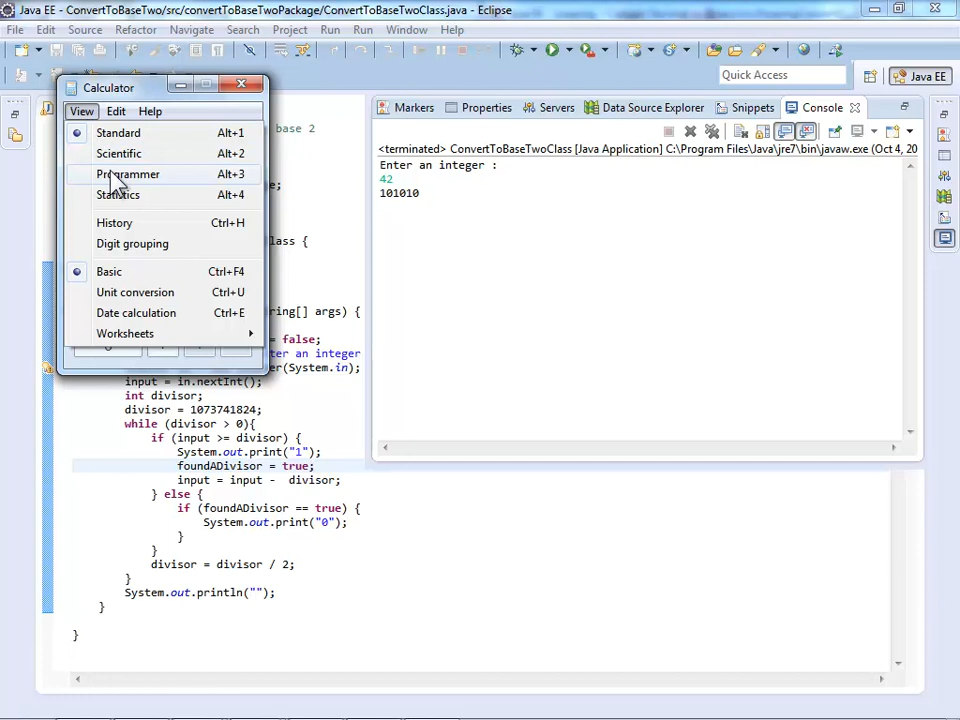 Java EE - ConvertToBaseTwo/src/convertToBaseTwoPackage/ConvertToBaseTwoClass.java - Eclipse
File Edit Source Refactor Navigate Search Project Run Run Window Help
Quick Access
Java EE
Calculator
View Edit Help
Standard Alt+1
Scientific Alt+2
Programmer Alt+3
Statistics Alt+4
History Ctrl+H
Digit grouping
Basic Ctrl+F4
Unit conversion Ctrl+U
Date calculation Ctrl+E
Worksheets
Markers Properties Servers Data Source Explorer Snippets Console
<terminated> ConvertToBaseTwoClass [Java Application] C:\Program Files\Java\jre7\bin\javaw.exe (Oct 4, 20
Enter an integer :
42
101010
base 2
e;
lass {
ring[] args) {
= false;
ter an integer
er(System.in);
input = in.nextInt();
int divisor;
divisor = 1073741824;
while (divisor > 0){
if (input >= divisor) {
System.out.print("1");
foundADivisor = true;
input = input - divisor;
} else {
if (foundADivisor == true) {
System.out.print("0");
}
}
divisor = divisor / 2;
}
System.out.println("");
}
}